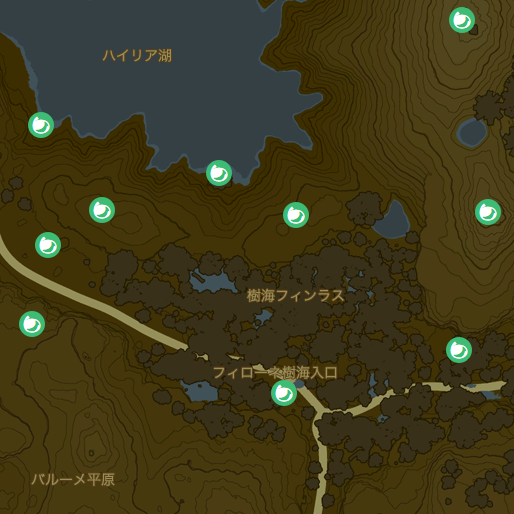 ハイリア湖
樹海フィンラス
フィローネ樹海入口
バルーメ平原